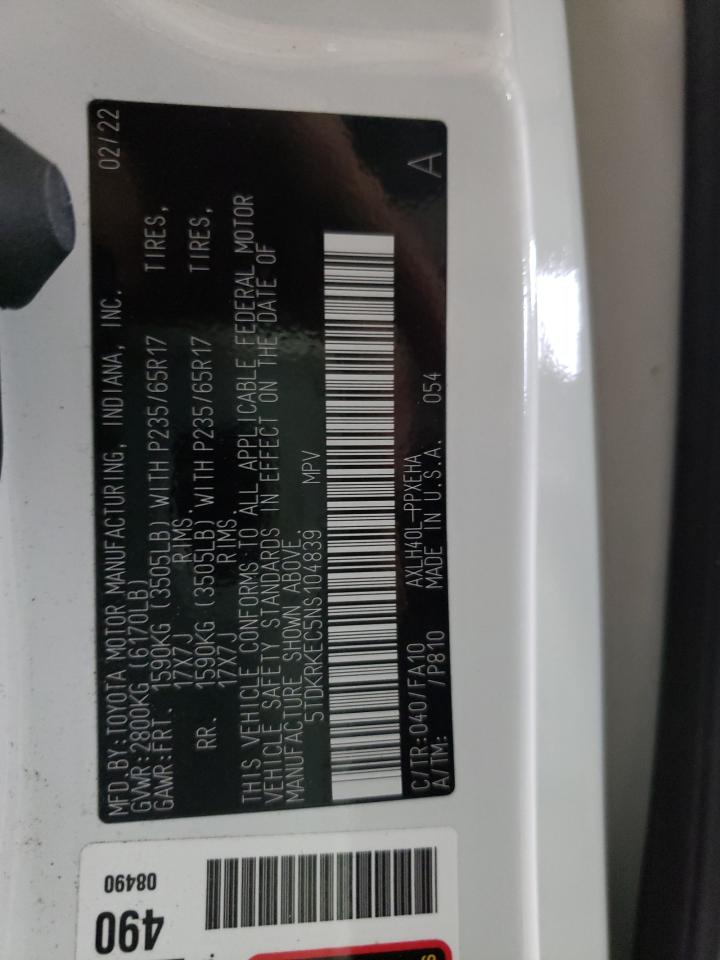 MFD.BY:TOYOTA MOTOR MANUFACTURING, INDIANA, INC. 02/22
GVWR:2800KG (6170LB)
GAWR:FRT. 1590KG (3505LB) WITH P235/65R17 TIRES,
17X7J RIMS.
RR. 1590KG (3505LB) WITH P235/65R17 TIRES,
17X7J RIMS.
THIS VEHICLE CONFORMS TO ALL APPLICABLE FEDERAL MOTOR
VEHICLE SAFETY STANDARDS IN EFFECT ON THE DATE OF
MANUFACTURE SHOWN ABOVE.
5TDKRKEC5NS104839 MPV
C/TR:040/FA10 AXLH40L-PPXEHA
A/TM: /P810 MADE IN U.S.A. 054 A
490
08490